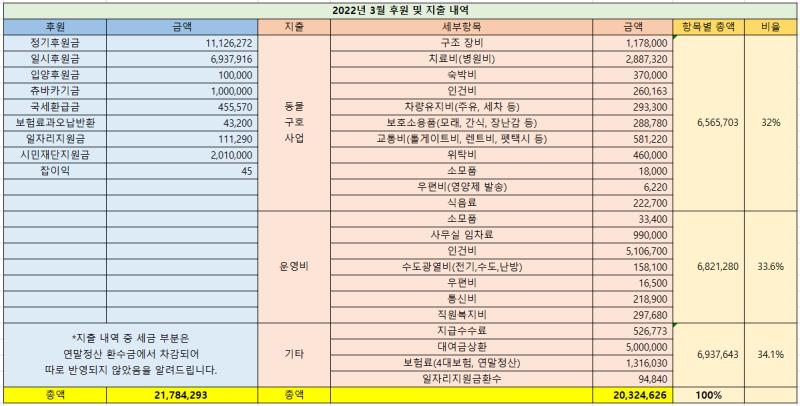 2022년 3월 후원 및 지출 내역
후원 금액 지출 세부항목 금액 항목별 총액 비율
정기후원금 11,126,272 구조 장비 1,178,000
일시후원금 6,937,916 치료비(병원비) 2,887,320
입양후원금 100,000 숙박비 370,000
츄바카기금 1,000,000 인건비 260,163
국세환급금 455,570 동물 차량유지비(주유, 세차 등) 293,300
보험료과오납반환 43,200 구호 보호소용품(모래, 간식, 장난감 등) 288,780 6,565,703 32%
일자리지원금 111,290 사업 교통비(톨게이트비, 렌트비, 펫택시 등) 581,220
시민재단지원금 2,010,000 위탁비 460,000
잡이익 45 소모품 18,000
우편비(영양제 발송) 6,220
식음료 222,700
소모품 33,400
사무실 임차료 990,000
인건비 5,106,700
운영비 수도광열비(전기,수도,난방) 158,100 6,821,280 33.6%
우편비 16,500
통신비 218,900
직원복지비 297,680
*지출 내역 중 세금 부분은 지급수수료 526,773
연말정산 환수금에서 차감되어 기타 대여금상환 5,000,000 6,937,643 34.1%
따로 반영되지 않았음을 알려드립니다. 보험료(4대보험, 연말정산) 1,316,030
일자리지원금환수 94,840
총액 21,784,293 총액 20,324,626 100%